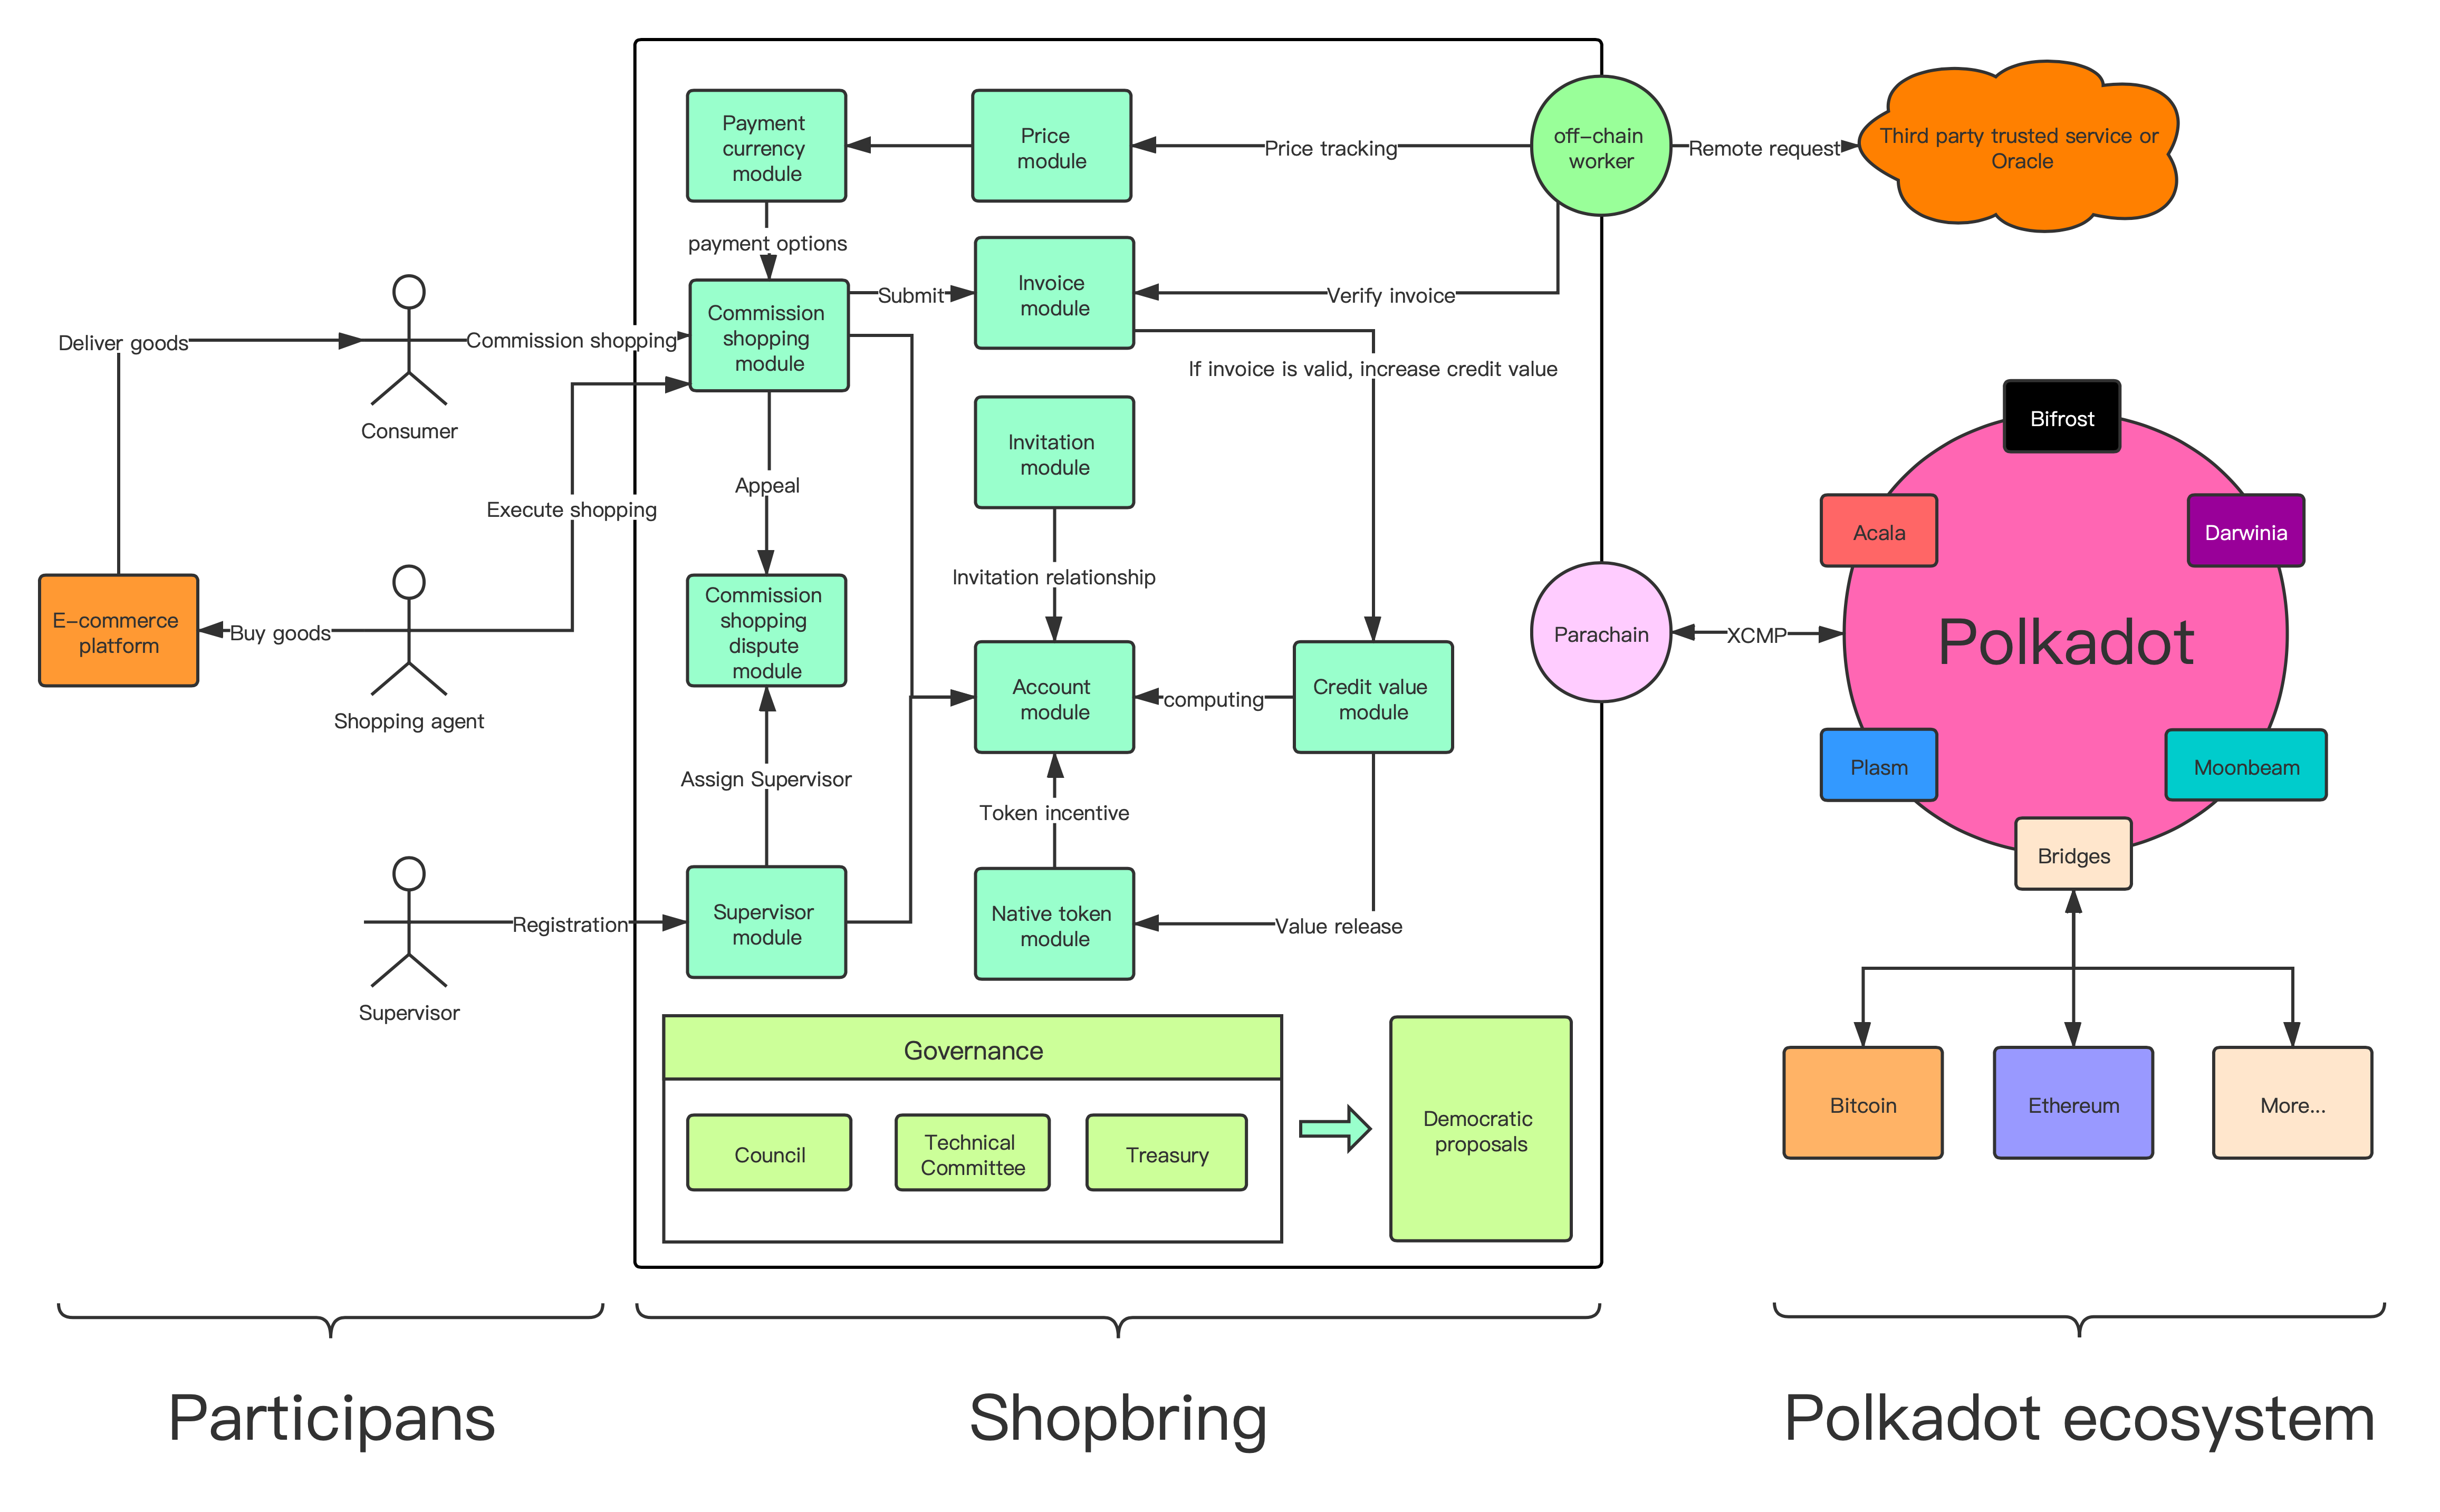 Payment
currency
module
Price
module
Price tracking
off-chain
worker
Remote request
Third party trusted service or
Oracle
payment options
Deliver goods
Consumer
Commission shopping
Commission
shopping
module
Submit
Invoice
module
Verify invoice
If invoice is valid, increase credit value
Invitation
module
Appeal
Execute shopping
Invitation relationship
E-commerce
platform
Buy goods
Shopping agent
Commission
shopping
dispute
module
Account
module
computing
Credit value
module
Parachain
XCMP
Polkadot
Bifrost
Acala
Darwinia
Plasm
Moonbeam
Bridges
Assign Supervisor
Token incentive
Supervisor
Registration
Supervisor
module
Native token
module
Value release
Governance
Council
Technical
Committee
Treasury
Democratic
proposals
Bitcoin
Ethereum
More...
Participans
Shopbring
Polkadot ecosystem